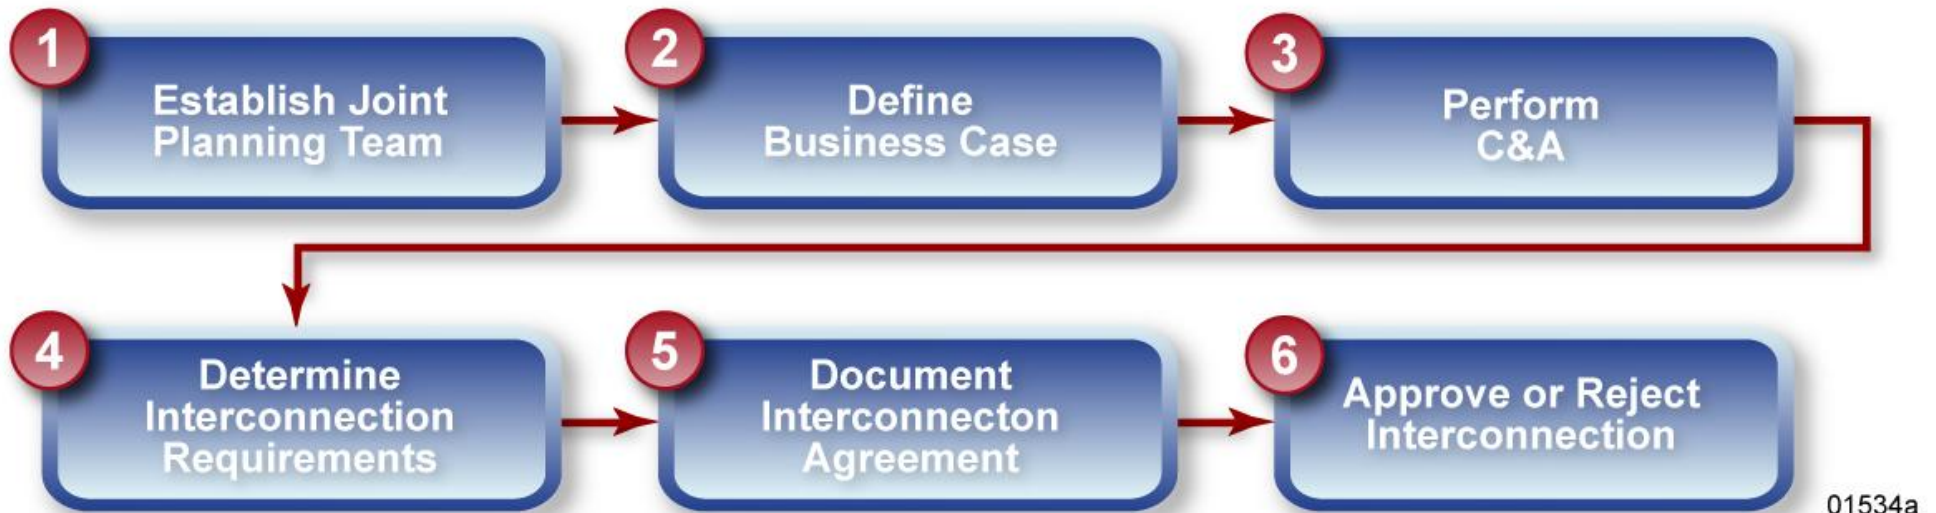 1
Establish Joint
Planning Team
2
Define
Business Case
3
Perform
C&A
4
Determine
Interconnection
Requirements
5
Document
Interconnecton
Agreement
6
Approve or Reject
Interconnection
01534a